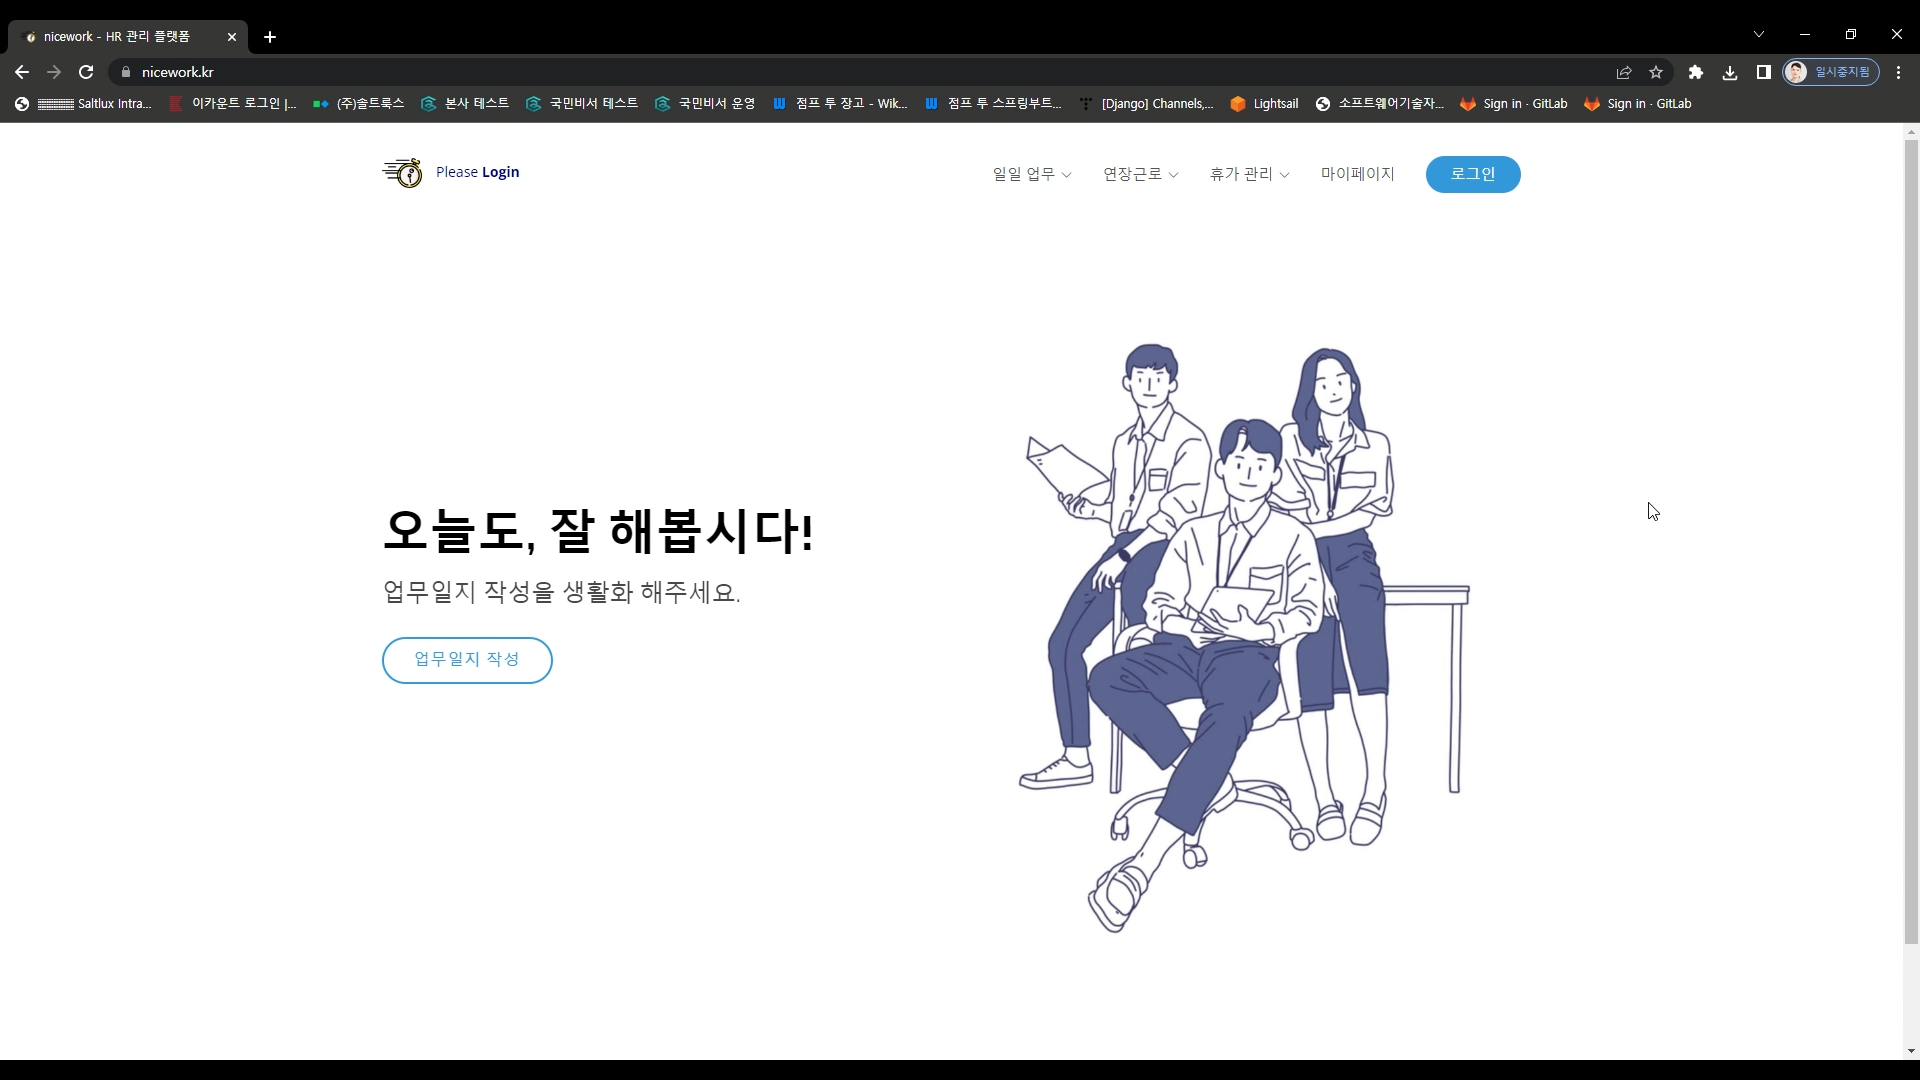 nicework - HR 관리 플랫폼
nicework.kr
일시중지됨
Saltlux Intra...
이카운트 로그인 |...
(주)솔트룩스
본사 테스트
국민비서 테스트
국민비서 운영
점프 투 장고 - Wik...
점프 투 스프링부트...
[Django] Channels,...
Lightsail
소프트웨어기술자...
Sign in · GitLab
Sign in · GitLab
Please Login
일일 업무
연장근로
휴가 관리
마이페이지
로그인
오늘도, 잘 해봅시다!
업무일지 작성을 생활화 해주세요.
업무일지 작성